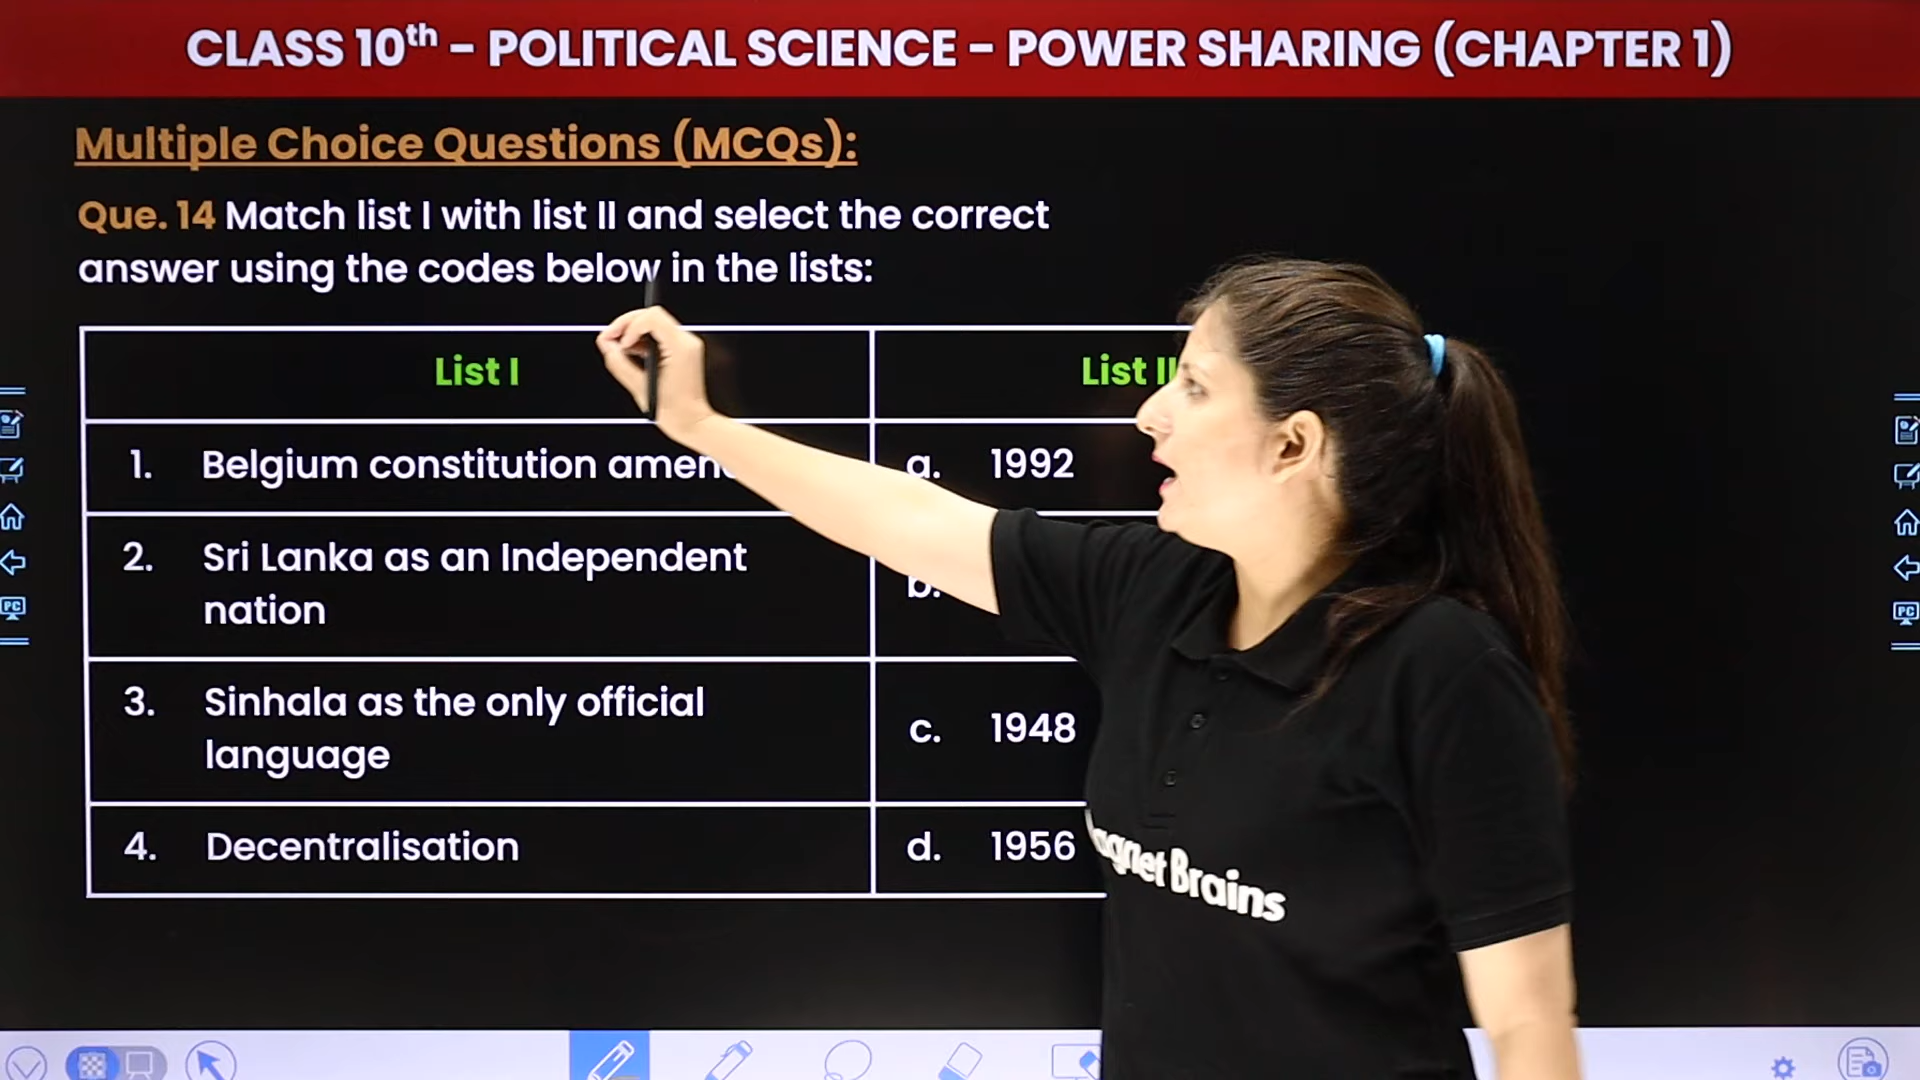 CLASS 10th - POLITICAL SCIENCE - POWER SHARING (CHAPTER 1)
Multiple Choice Questions (MCQs):
Que. 14 Match list I with list II and select the correct
answer using the codes below in the lists:
List I
List II
1. Belgium constitution
a. 1992
2. Sri Lanka as an Independent
nation
b.
3. Sinhala as the only official
language
c. 1948
4. Decentralisation
d. 1956
Brains
PC
PC